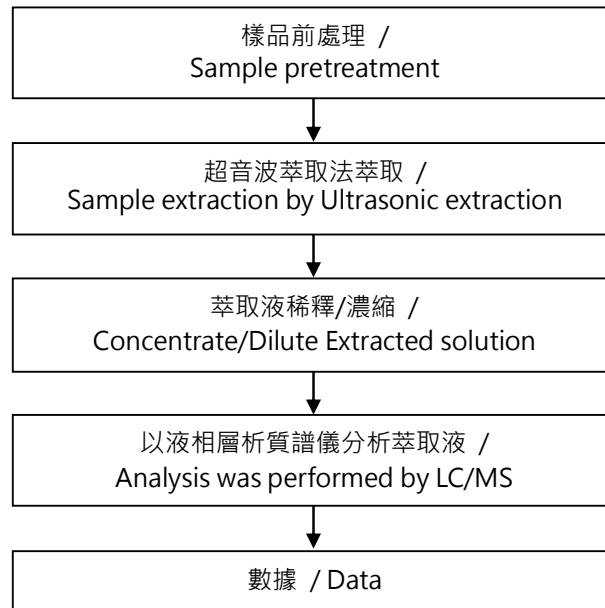 樣品前處理 /
Sample pretreatment
超音波萃取法萃取 /
Sample extraction by Ultrasonic extraction
萃取液稀釋/濃縮 /
Concentrate/Dilute Extracted solution
以液相層析質譜儀分析萃取液 /
Analysis was performed by LC/MS
數據 / Data